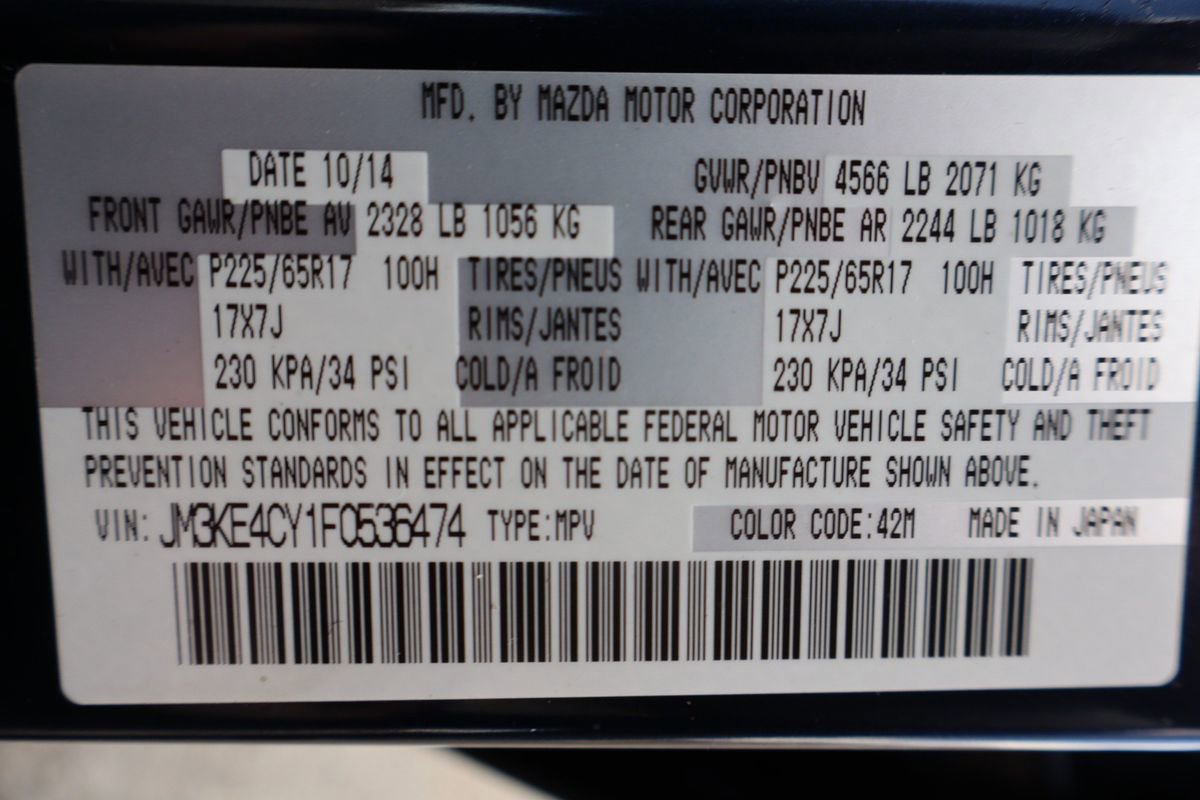 MFD. BY MAZDA MOTOR CORPORATION
DATE 10/14 GVWR/PNBV 4566 LB 2071 KG
FRONT GAWR/PNBE AV 2328 LB 1056 KG REAR GAWR/PNBE AR 2244 LB 1018 KG
WITH/AVEC P225/65R17 100H TIRES/PNEUS WITH/AVEC P225/65R17 100H TIRES/PNEUS
17X7J RIMS/JANTES 17X7J RIMS/JANTES
230 KPA/34 PSI COLD/A FROID 230 KPA/34 PSI COLD/A FROID
THIS VEHICLE CONFORMS TO ALL APPLICABLE FEDERAL MOTOR VEHICLE SAFETY AND THEFT
PREVENTION STANDARDS IN EFFECT ON THE DATE OF MANUFACTURE SHOWN ABOVE.
VIN: JM3KE4CY1F0536474 TYPE:MPV COLOR CODE:42M MADE IN JAPAN